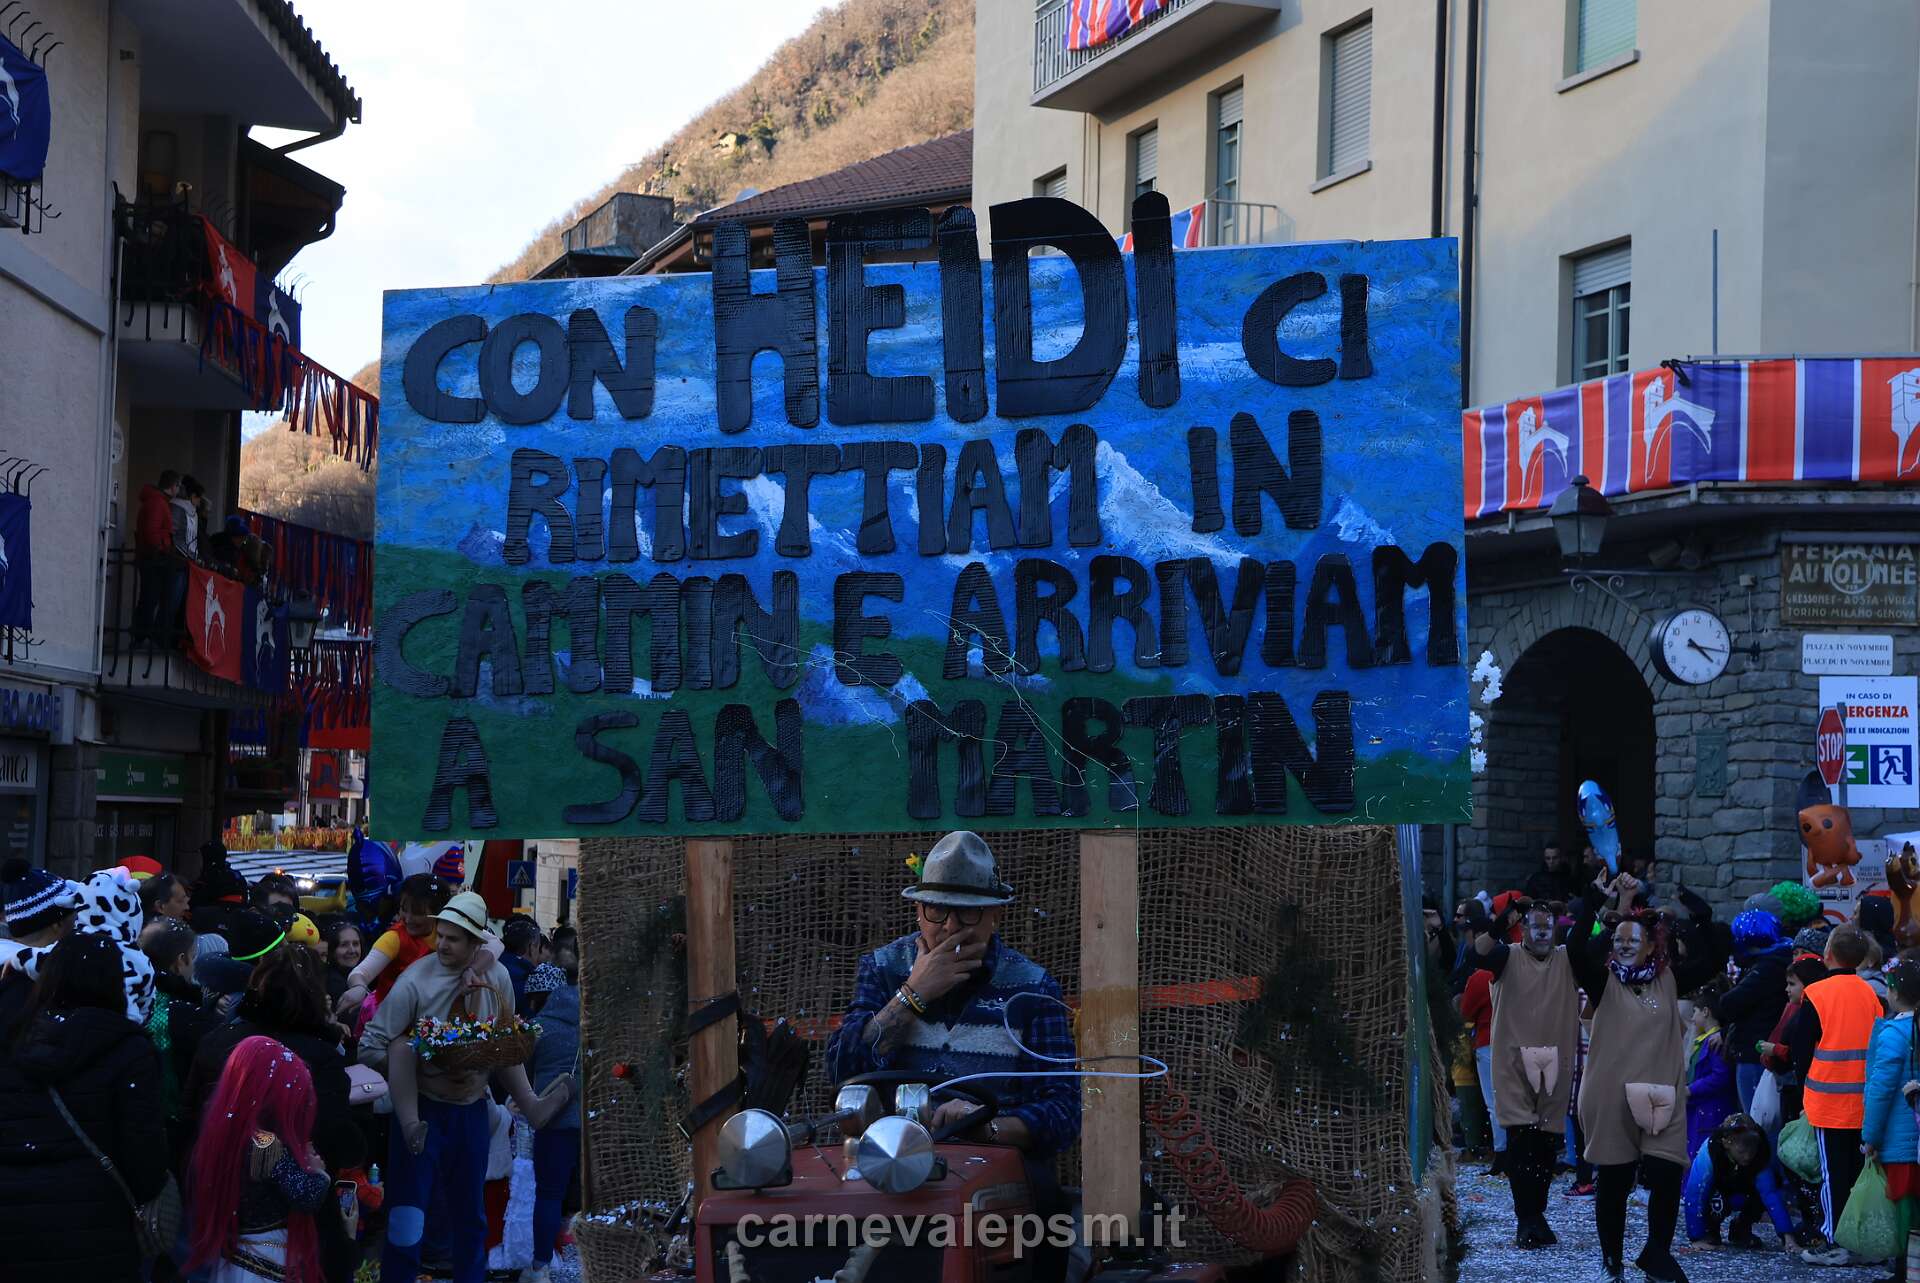 CON HEIDI CI
RIMETTIAM IN
CAMMIN E ARRIVIAM
A SAN MARTIN
FERMATA
AUTOLINEE
GRESSONEY-AOSTA-IVREA
TORINO-MILANO-GENOVA
PIAZZA IV NOVEMBRE
PLACE DU IV NOVEMBRE
IN CASO DI
STOP
carnevalepsm.it